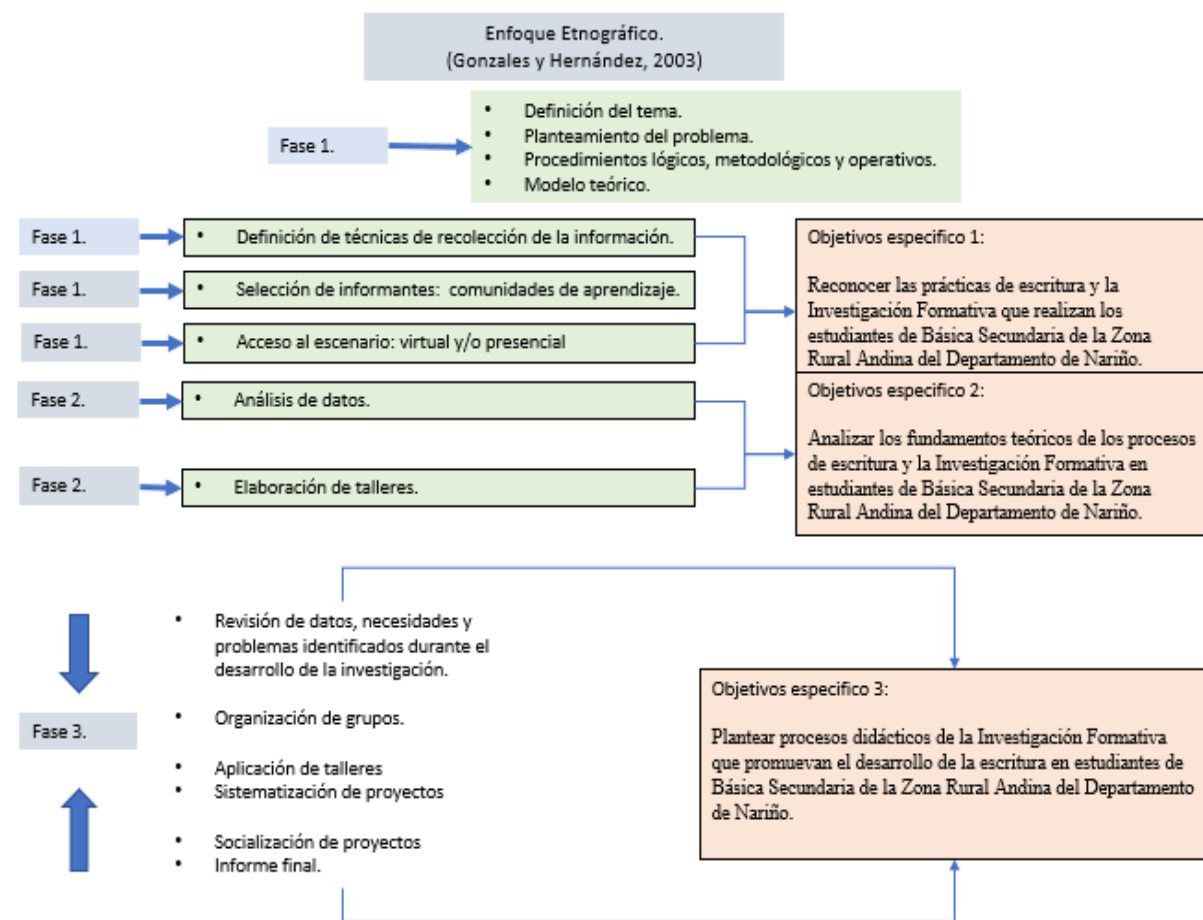 Enfoque Etnográfico.
(Gonzales y Hernández, 2003)
Fase 1.
• Definición del tema.
• Planteamiento del problema.
• Procedimientos lógicos, metodológicos y operativos.
• Modelo teórico.
Fase 1.
• Definición de técnicas de recolección de la información.
Fase 1.
• Selección de informantes: comunidades de aprendizaje.
Fase 1.
• Acceso al escenario: virtual y/o presencial
Objetivos especifico 1:
Reconocer las prácticas de escritura y la
Investigación Formativa que realizan los
estudiantes de Básica Secundaria de la Zona
Rural Andina del Departamento de Nariño.
Fase 2.
• Análisis de datos.
Fase 2.
• Elaboración de talleres.
Objetivos especifico 2:
Analizar los fundamentos teóricos de los procesos
de escritura y la Investigación Formativa en
estudiantes de Básica Secundaria de la Zona
Rural Andina del Departamento de Nariño.
Fase 3.
• Revisión de datos, necesidades y
problemas identificados durante el
desarrollo de la investigación.
• Organización de grupos.
• Aplicación de talleres
• Sistematización de proyectos
• Socialización de proyectos
• Informe final.
Objetivos especifico 3:
Plantear procesos didácticos de la Investigación Formativa
que promuevan el desarrollo de la escritura en estudiantes de
Básica Secundaria de la Zona Rural Andina del Departamento
de Nariño.